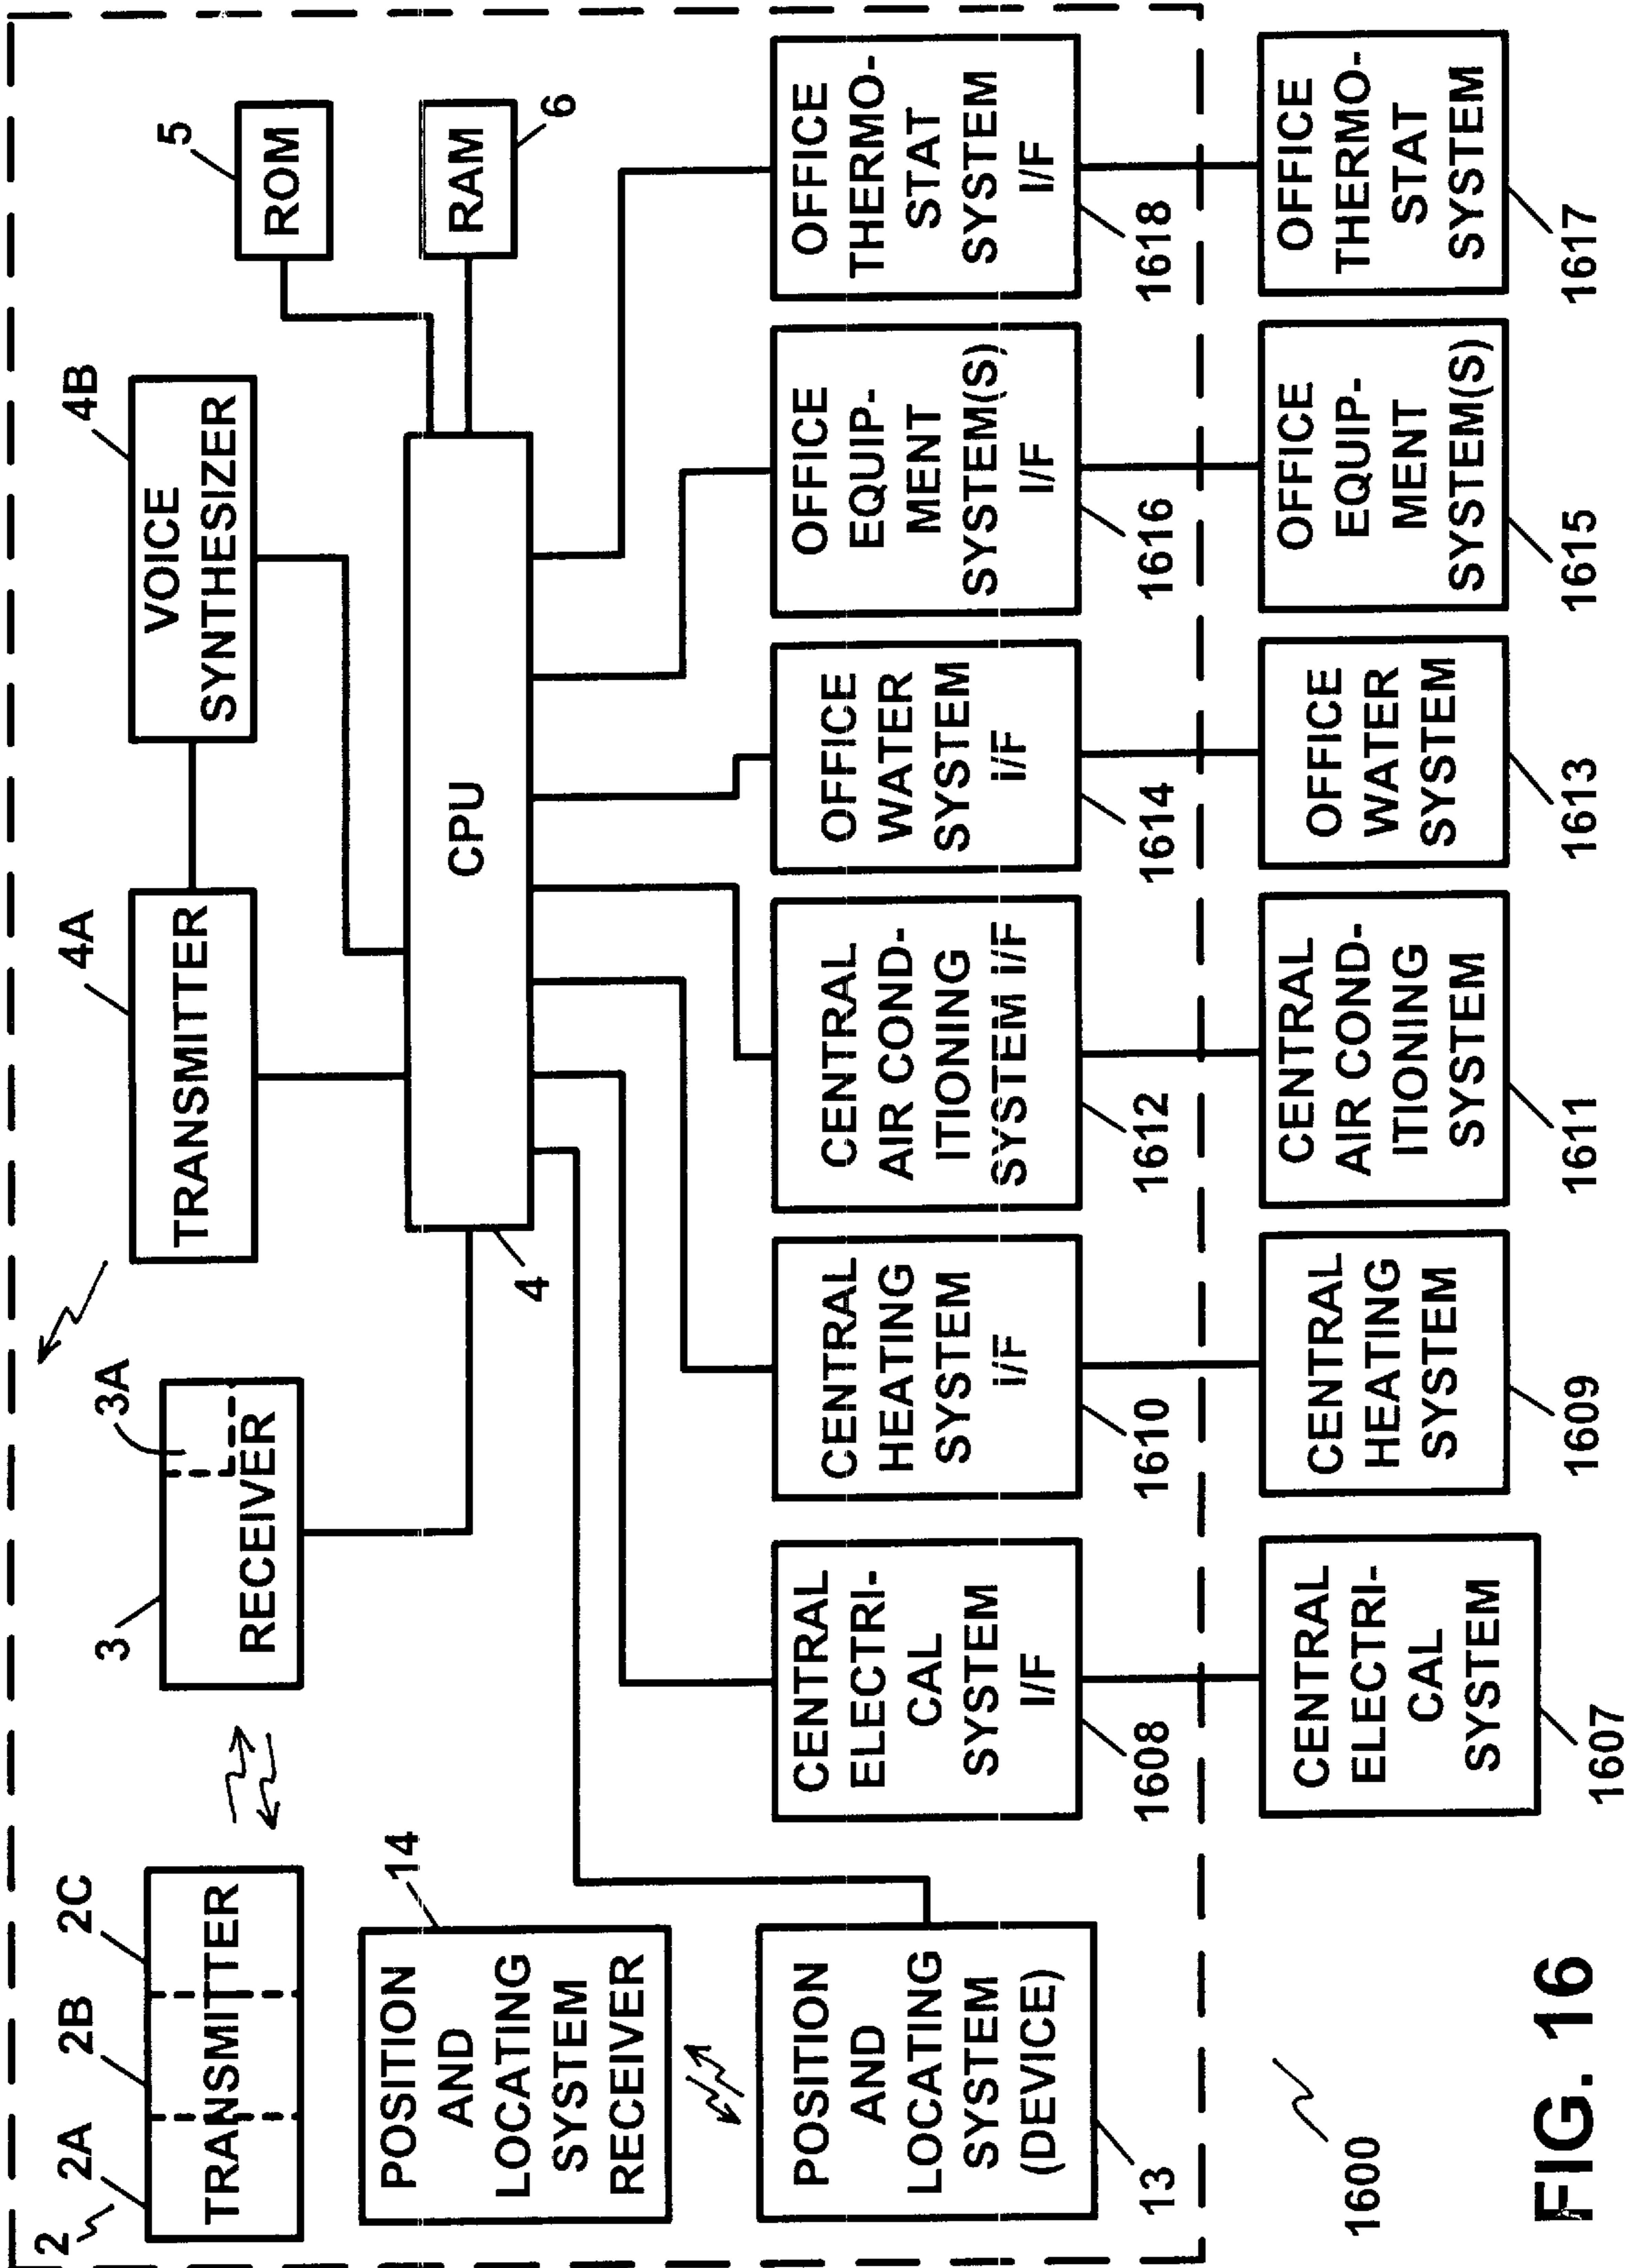 2
2A
2B
2C
TRANSMITTER
3
3A
RECEIVER
4A
TRANSMITTER
4B
VOICE
SYNTHESIZER
5
ROM
RAM
6
CPU
4
14
POSITION
AND
LOCATING
SYSTEM
RECEIVER
POSITION
AND
LOCATING
SYSTEM
(DEVICE)
13
CENTRAL
ELECTRI-
CAL
SYSTEM
I/F
1608
CENTRAL
HEATING
SYSTEM
I/F
1610
CENTRAL
AIR COND-
ITIONING
SYSTEM I/F
1612
OFFICE
WATER
SYSTEM
I/F
1614
OFFICE
EQUIP-
MENT
SYSTEM(S)
I/F
1616
OFFICE
THERMO-
STAT
SYSTEM
I/F
1618
CENTRAL
ELECTRI-
CAL
SYSTEM
1607
CENTRAL
HEATING
SYSTEM
1609
CENTRAL
AIR COND-
ITIONING
SYSTEM
1611
OFFICE
WATER
SYSTEM
1613
OFFICE
EQUIP-
MENT
SYSTEM(S)
1615
OFFICE
THERMO-
STAT
SYSTEM
1617
1600
FIG. 16